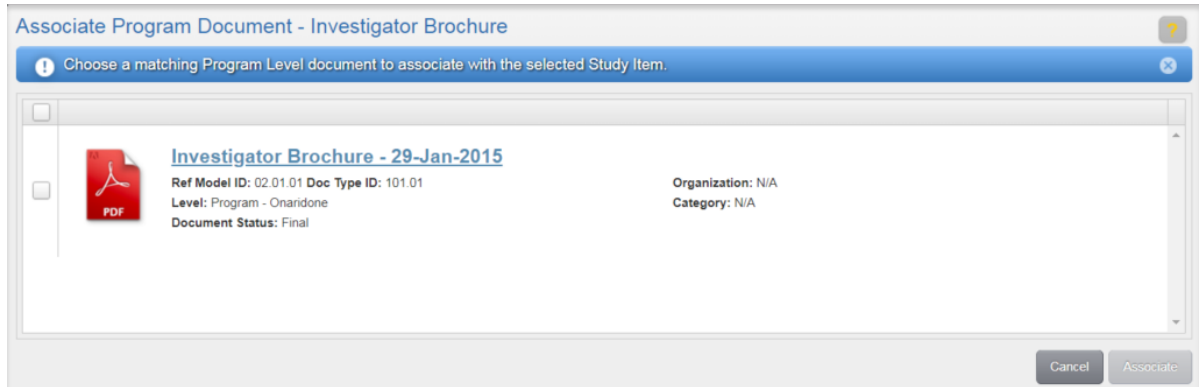 Associate Program Document - Investigator Brochure
?
Choose a matching Program Level document to associate with the selected Study Item.
Investigator Brochure - 29-Jan-2015
Ref Model ID: 02.01.01 Doc Type ID: 101.01 Organization: N/A
Level: Program - Onaridone Category: N/A
Document Status: Final
PDF
Cancel Associate